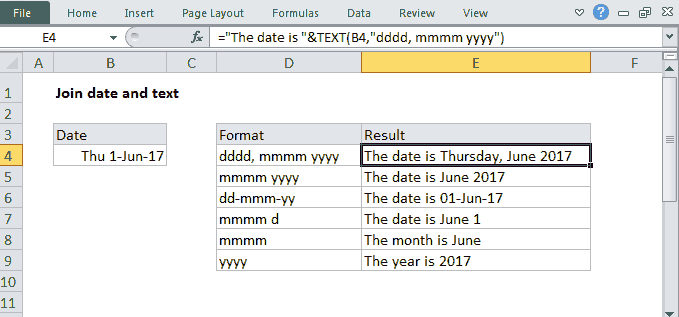 File Home Insert Page Layout Formulas Data Review View
E4 fx ="The date is "&TEXT(B4,"dddd, mmmm yyyy")
A B C D E F
1 Join date and text
2
3 Date Format Result
4 Thu 1-Jun-17 dddd, mmmm yyyy The date is Thursday, June 2017
5 mmmm yyyy The date is June 2017
6 dd-mmm-yy The date is 01-Jun-17
7 mmmm d The date is June 1
8 mmmm The month is June
9 yyyy The year is 2017
10
11